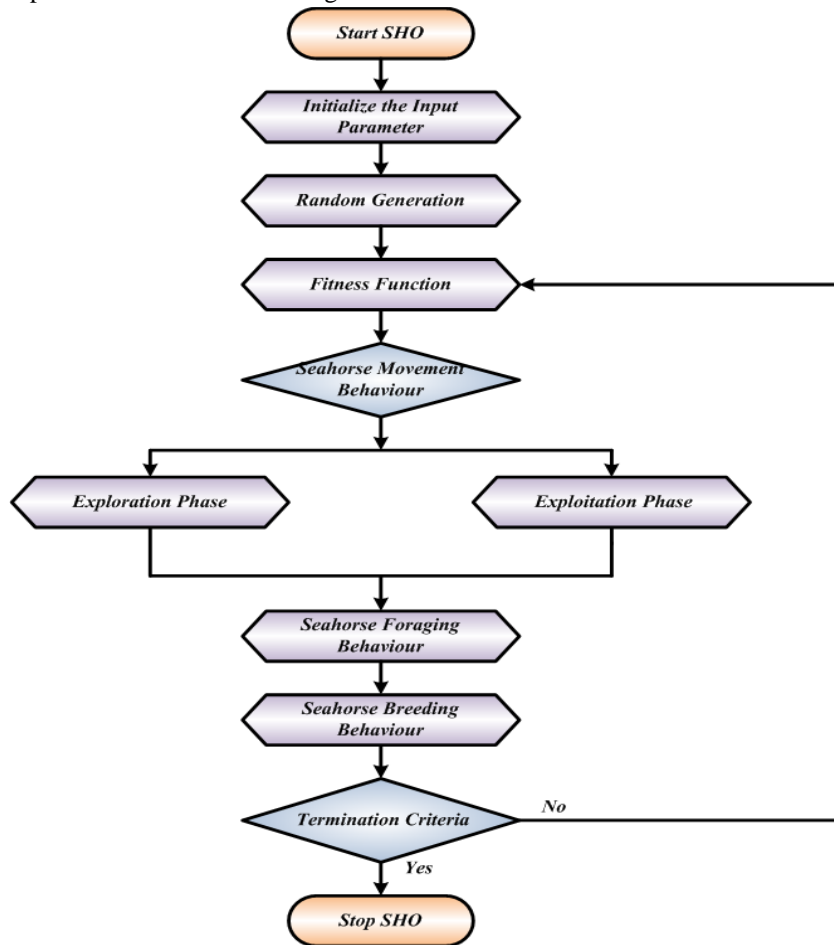 Start SHO
Initialize the Input
Parameter
Random Generation
Fitness Function
Seahorse Movement
Behaviour
Exploration Phase
Exploitation Phase
Seahorse Foraging
Behaviour
Seahorse Breeding
Behaviour
Termination Criteria
No
Yes
Stop SHO